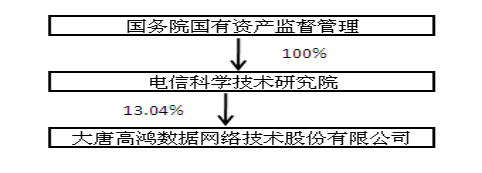 国务院国有资产监督管理
100%
电信科学技术研究院
13.04%
大唐高鸿数据网络技术股份有限公司